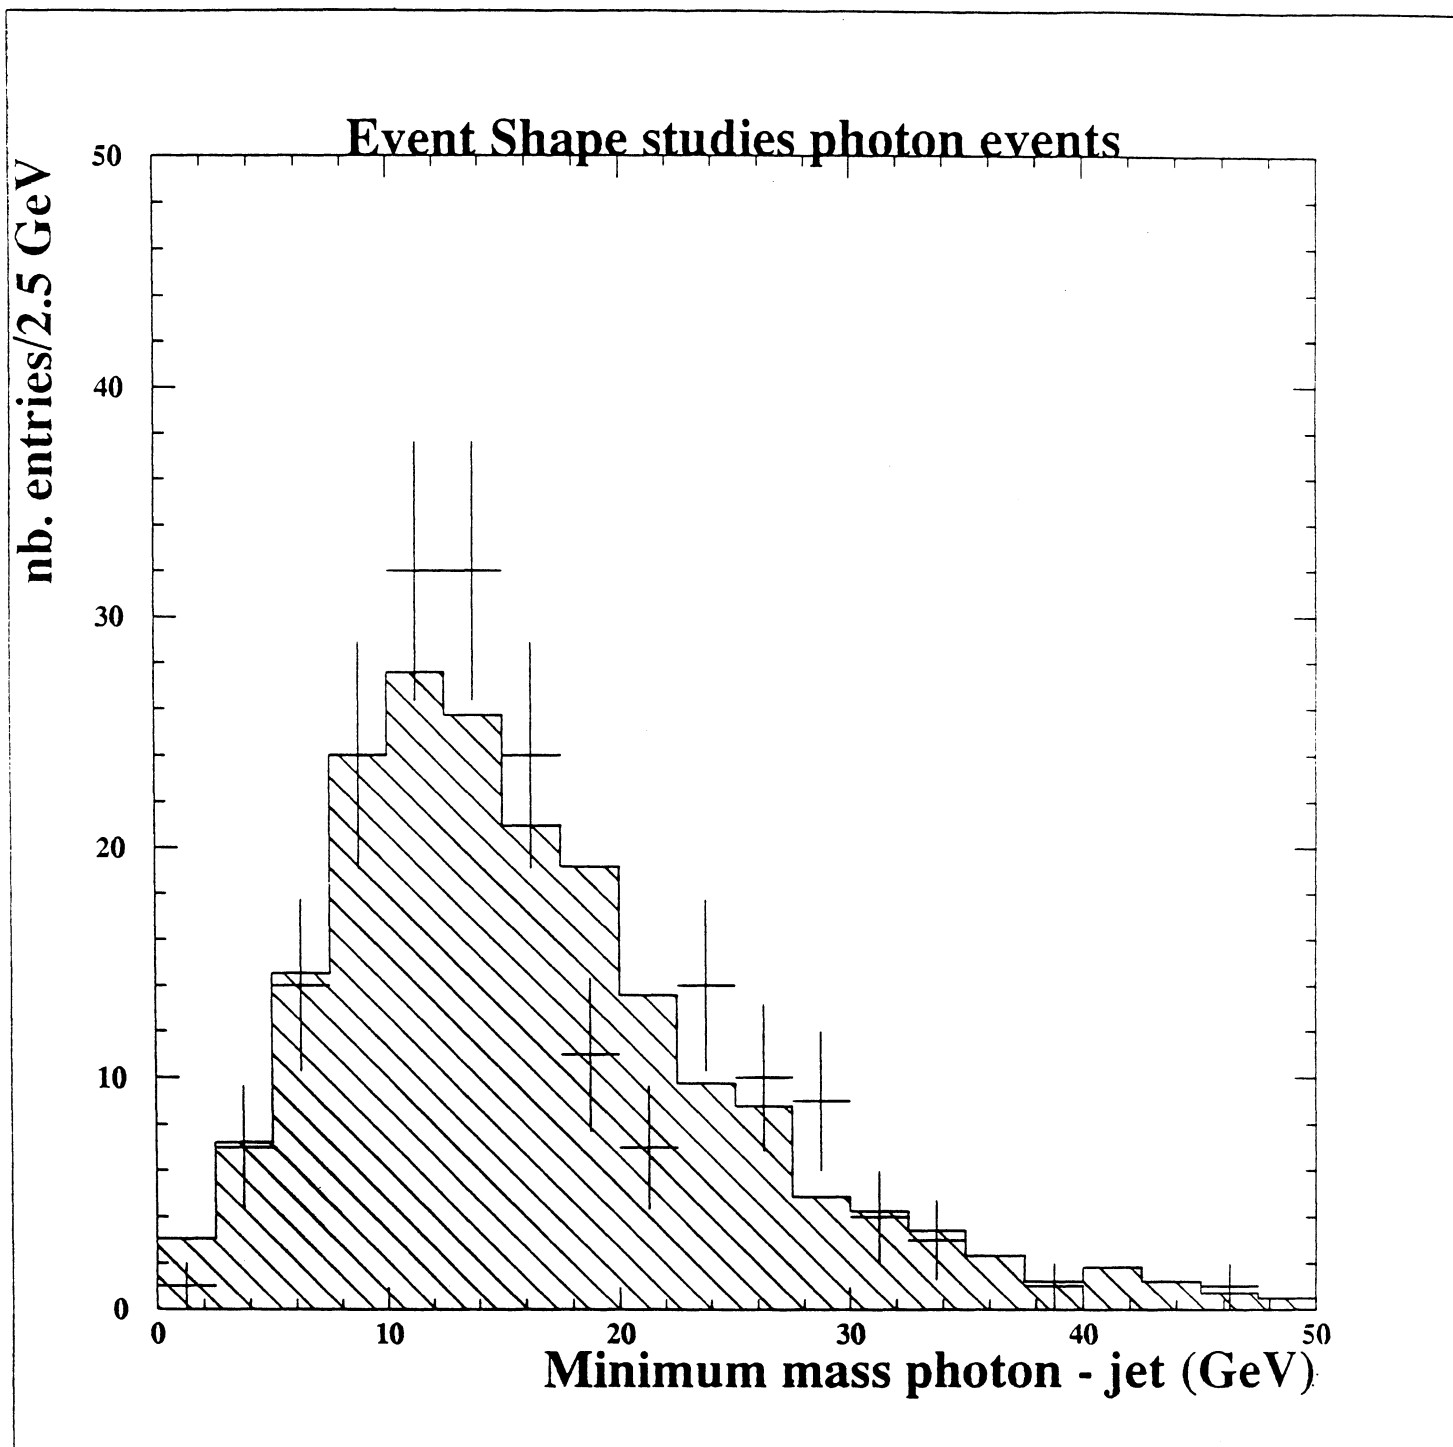 Event Shape studies photon events
nb. entries/2.5 GeV
50
40
30
20
10
0
0 10 20 30 40 50
Minimum mass photon - jet (GeV)